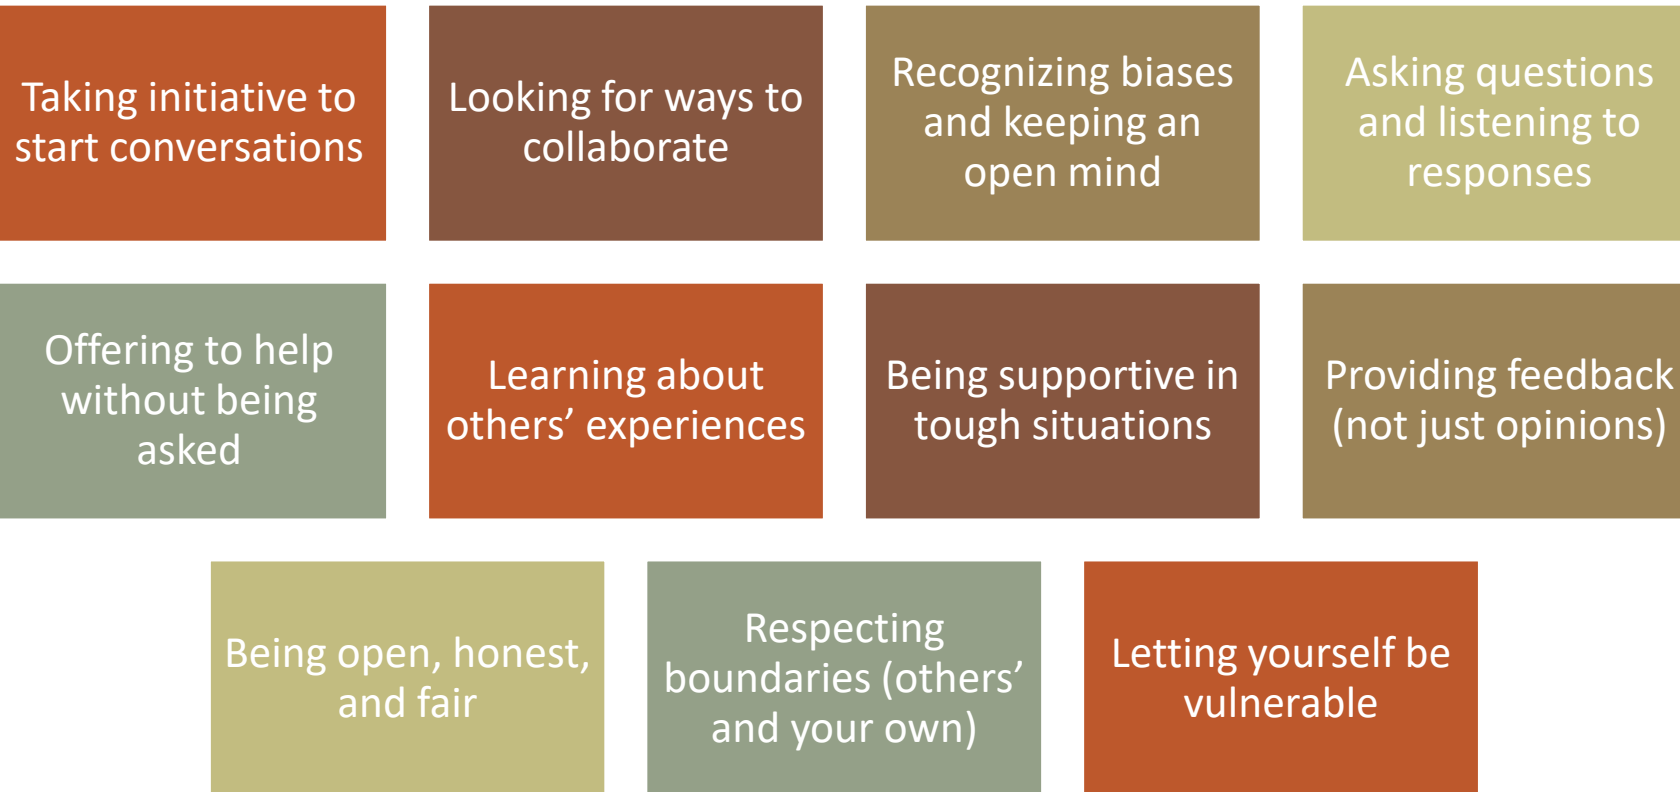 Taking initiative to
start conversations
Looking for ways to
collaborate
Recognizing biases
and keeping an
open mind
Asking questions
and listening to
responses
Offering to help
without being
asked
Learning about
others’ experiences
Being supportive in
tough situations
Providing feedback
(not just opinions)
Being open, honest,
and fair
Respecting
boundaries (others’
and your own)
Letting yourself be
vulnerable